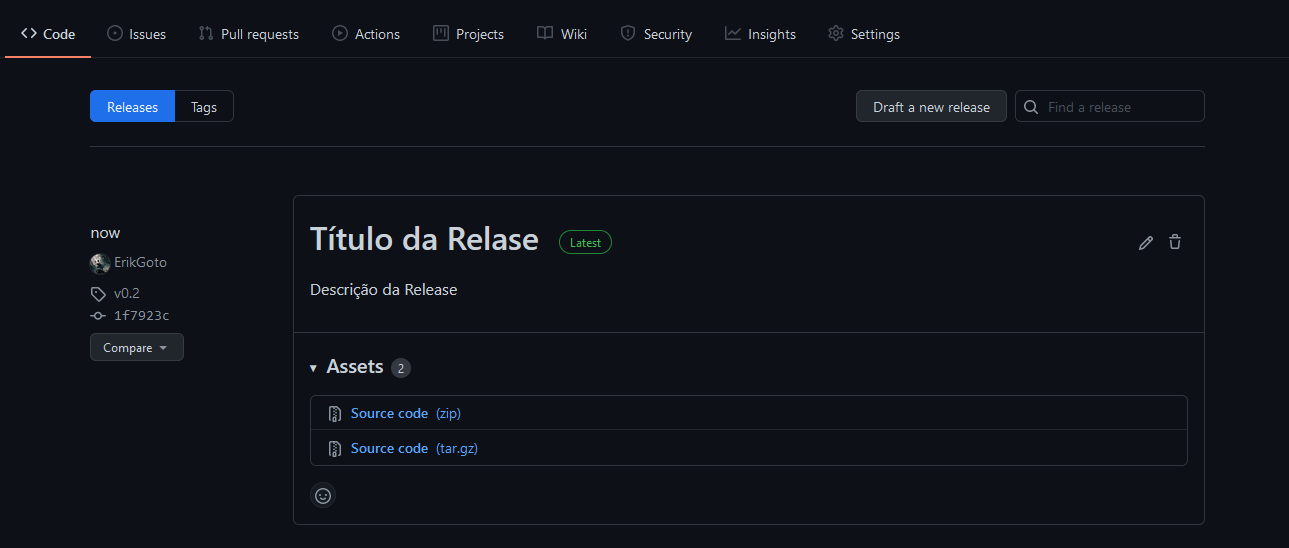 Code Issues Pull requests Actions Projects Wiki Security Insights Settings
Releases Tags Draft a new release Find a release
now
ErikGoto
v0.2
1f7923c
Compare
Título da Relase Latest
Descrição da Release
Assets 2
Source code (zip)
Source code (tar.gz)